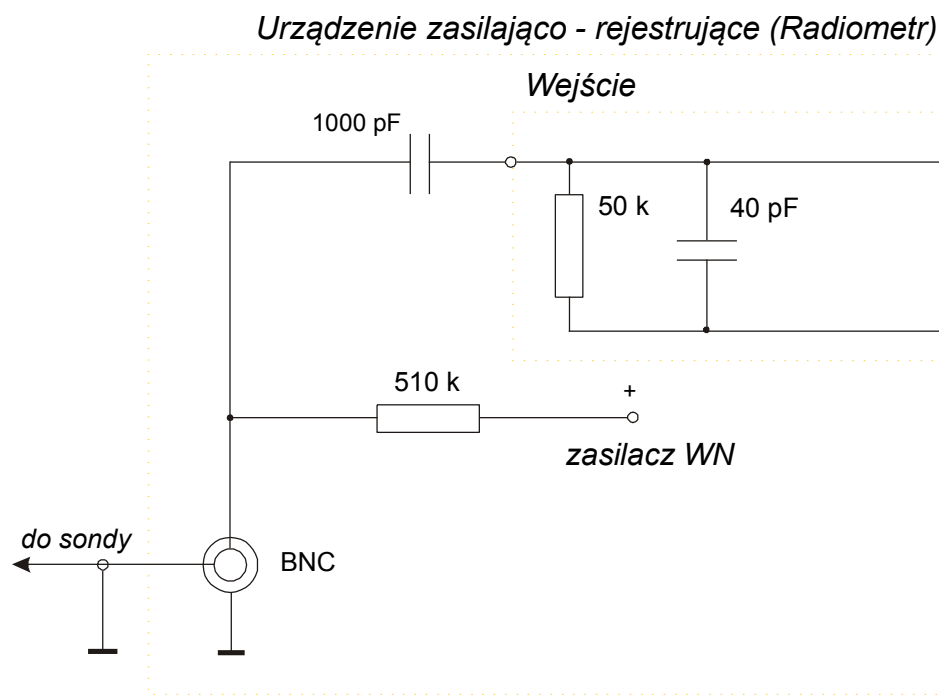 Urządzenie zasilająco - rejestrujące (Radiometr)
Wejście
1000 pF
50 k
40 pF
510 k
+
zasilacz WN
do sondy
BNC